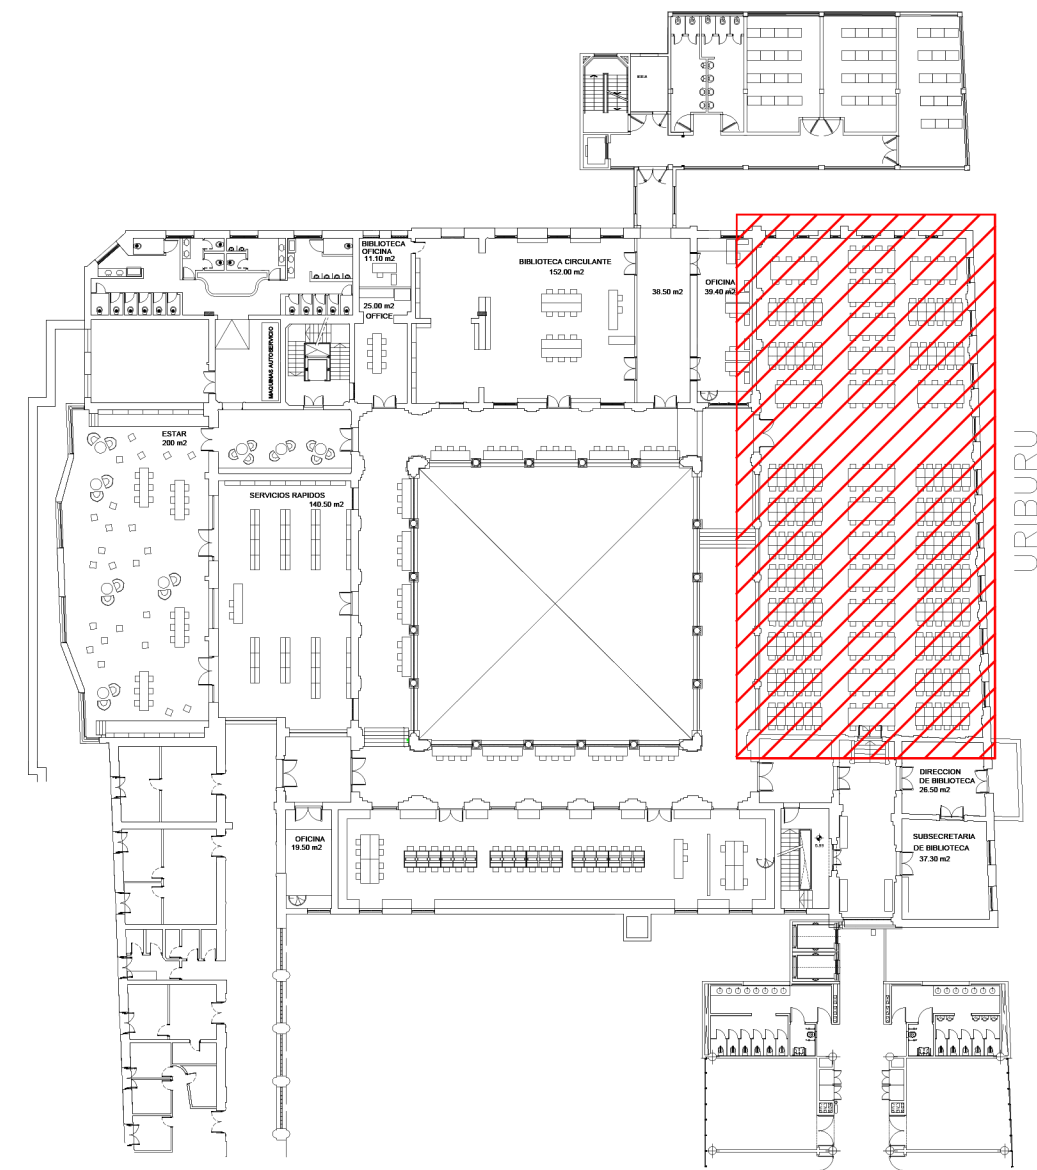 BIBLIOTECA
OFICINA
11.10 m2
BIBLIOTECA CIRCULANTE
152.00 m2
38.50 m2
OFICINA
39.40 m2
25.00 m2
OFFICE
MAQUINAS AUTOSERVICIO
ESTAR
200 m2
SERVICIOS RAPIDOS
140.50 m2
URIBURU
DIRECCION
DE BIBLIOTECA
26.50 m2
SUBSECRETARIA
DE BIBLIOTECA
37.30 m2
OFICINA
19.50 m2